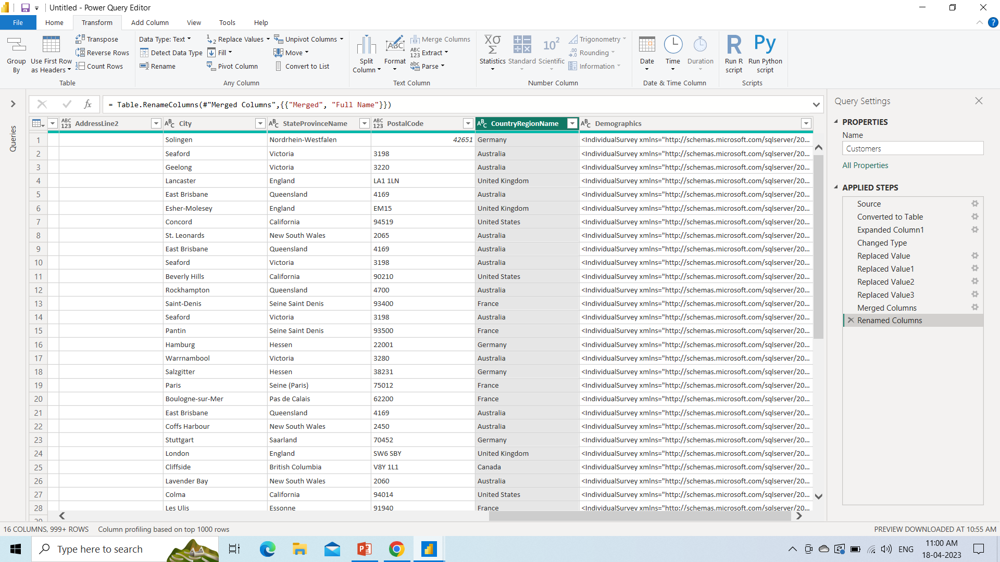 Untitled - Power Query Editor
File Home Transform Add Column View Tools Help
Group By
Use First Row as Headers
Transpose
Reverse Rows
Count Rows
Table
Data Type: Text
Detect Data Type
Rename
Replace Values
Fill
Pivot Column
Unpivot Columns
Move
Convert to List
Any Column
Split Column
Format
ABC
Merge Columns
ABC 123 Extract
abc Parse
Text Column
XΣσ Statistics
Standard
10² Scientific
Trigonometry
.00 Rounding
Information
Number Column
Date
Time
Duration
Date & Time Column
R Run R script
Py Run Python script
Scripts
Queries
fx = Table.RenameColumns(#"Merged Columns",{{"Merged", "Full Name"}})
ABC 123 AddressLine2 ABC City ABC StateProvinceName ABC 123 PostalCode ABC CountryRegionName ABC Demographics
1 Solingen Nordrhein-Westfalen 42651 Germany <IndividualSurvey xmlns="http://schemas.microsoft.com/sqlserver/20...
2 Seaford Victoria 3198 Australia <IndividualSurvey xmlns="http://schemas.microsoft.com/sqlserver/20...
3 Geelong Victoria 3220 Australia <IndividualSurvey xmlns="http://schemas.microsoft.com/sqlserver/20...
4 Lancaster England LA1 1LN United Kingdom <IndividualSurvey xmlns="http://schemas.microsoft.com/sqlserver/20...
5 East Brisbane Queensland 4169 Australia <IndividualSurvey xmlns="http://schemas.microsoft.com/sqlserver/20...
6 Esher-Molesey England EM15 United Kingdom <IndividualSurvey xmlns="http://schemas.microsoft.com/sqlserver/20...
7 Concord California 94519 United States <IndividualSurvey xmlns="http://schemas.microsoft.com/sqlserver/20...
8 St. Leonards New South Wales 2065 Australia <IndividualSurvey xmlns="http://schemas.microsoft.com/sqlserver/20...
9 East Brisbane Queensland 4169 Australia <IndividualSurvey xmlns="http://schemas.microsoft.com/sqlserver/20...
10 Seaford Victoria 3198 Australia <IndividualSurvey xmlns="http://schemas.microsoft.com/sqlserver/20...
11 Beverly Hills California 90210 United States <IndividualSurvey xmlns="http://schemas.microsoft.com/sqlserver/20...
12 Rockhampton Queensland 4700 Australia <IndividualSurvey xmlns="http://schemas.microsoft.com/sqlserver/20...
13 Saint-Denis Seine Saint Denis 93400 France <IndividualSurvey xmlns="http://schemas.microsoft.com/sqlserver/20...
14 Seaford Victoria 3198 Australia <IndividualSurvey xmlns="http://schemas.microsoft.com/sqlserver/20...
15 Pantin Seine Saint Denis 93500 France <IndividualSurvey xmlns="http://schemas.microsoft.com/sqlserver/20...
16 Hamburg Hessen 22001 Germany <IndividualSurvey xmlns="http://schemas.microsoft.com/sqlserver/20...
17 Warrnambool Victoria 3280 Australia <IndividualSurvey xmlns="http://schemas.microsoft.com/sqlserver/20...
18 Salzgitter Hessen 38231 Germany <IndividualSurvey xmlns="http://schemas.microsoft.com/sqlserver/20...
19 Paris Seine (Paris) 75012 France <IndividualSurvey xmlns="http://schemas.microsoft.com/sqlserver/20...
20 Boulogne-sur-Mer Pas de Calais 62200 France <IndividualSurvey xmlns="http://schemas.microsoft.com/sqlserver/20...
21 East Brisbane Queensland 4169 Australia <IndividualSurvey xmlns="http://schemas.microsoft.com/sqlserver/20...
22 Coffs Harbour New South Wales 2450 Australia <IndividualSurvey xmlns="http://schemas.microsoft.com/sqlserver/20...
23 Stuttgart Saarland 70452 Germany <IndividualSurvey xmlns="http://schemas.microsoft.com/sqlserver/20...
24 London England SW6 SBY United Kingdom <IndividualSurvey xmlns="http://schemas.microsoft.com/sqlserver/20...
25 Cliffside British Columbia V8Y 1L1 Canada <IndividualSurvey xmlns="http://schemas.microsoft.com/sqlserver/20...
26 Lavender Bay New South Wales 2060 Australia <IndividualSurvey xmlns="http://schemas.microsoft.com/sqlserver/20...
27 Colma California 94014 United States <IndividualSurvey xmlns="http://schemas.microsoft.com/sqlserver/20...
28 Les Ulis Essonne 91940 France <IndividualSurvey xmlns="http://schemas.microsoft.com/sqlserver/20...
29
Query Settings
PROPERTIES
Name
Customers
All Properties
APPLIED STEPS
Source
Converted to Table
Expanded Column1
Changed Type
Replaced Value
Replaced Value1
Replaced Value2
Replaced Value3
Merged Columns
Renamed Columns
16 COLUMNS, 999+ ROWS Column profiling based on top 1000 rows PREVIEW DOWNLOADED AT 10:55 AM
Type here to search
ENG
11:00 AM
18-04-2023